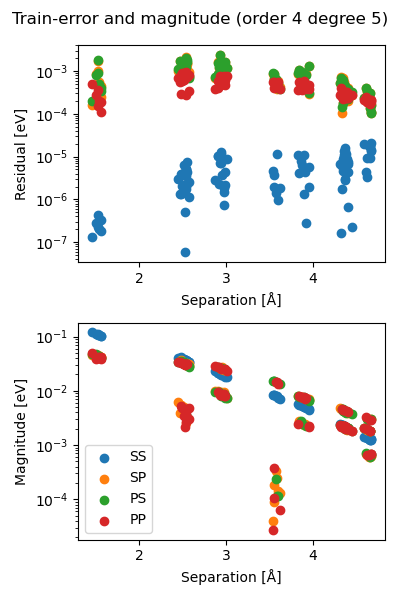 Train-error and magnitude (order 4 degree 5)
10⁻³
10⁻⁴
10⁻⁵
10⁻⁶
10⁻⁷
Residual [eV]
2 3 4
Separation [Å]
10⁻¹
10⁻²
10⁻³
10⁻⁴
Magnitude [eV]
SS
SP
PS
PP
2 3 4
Separation [Å]